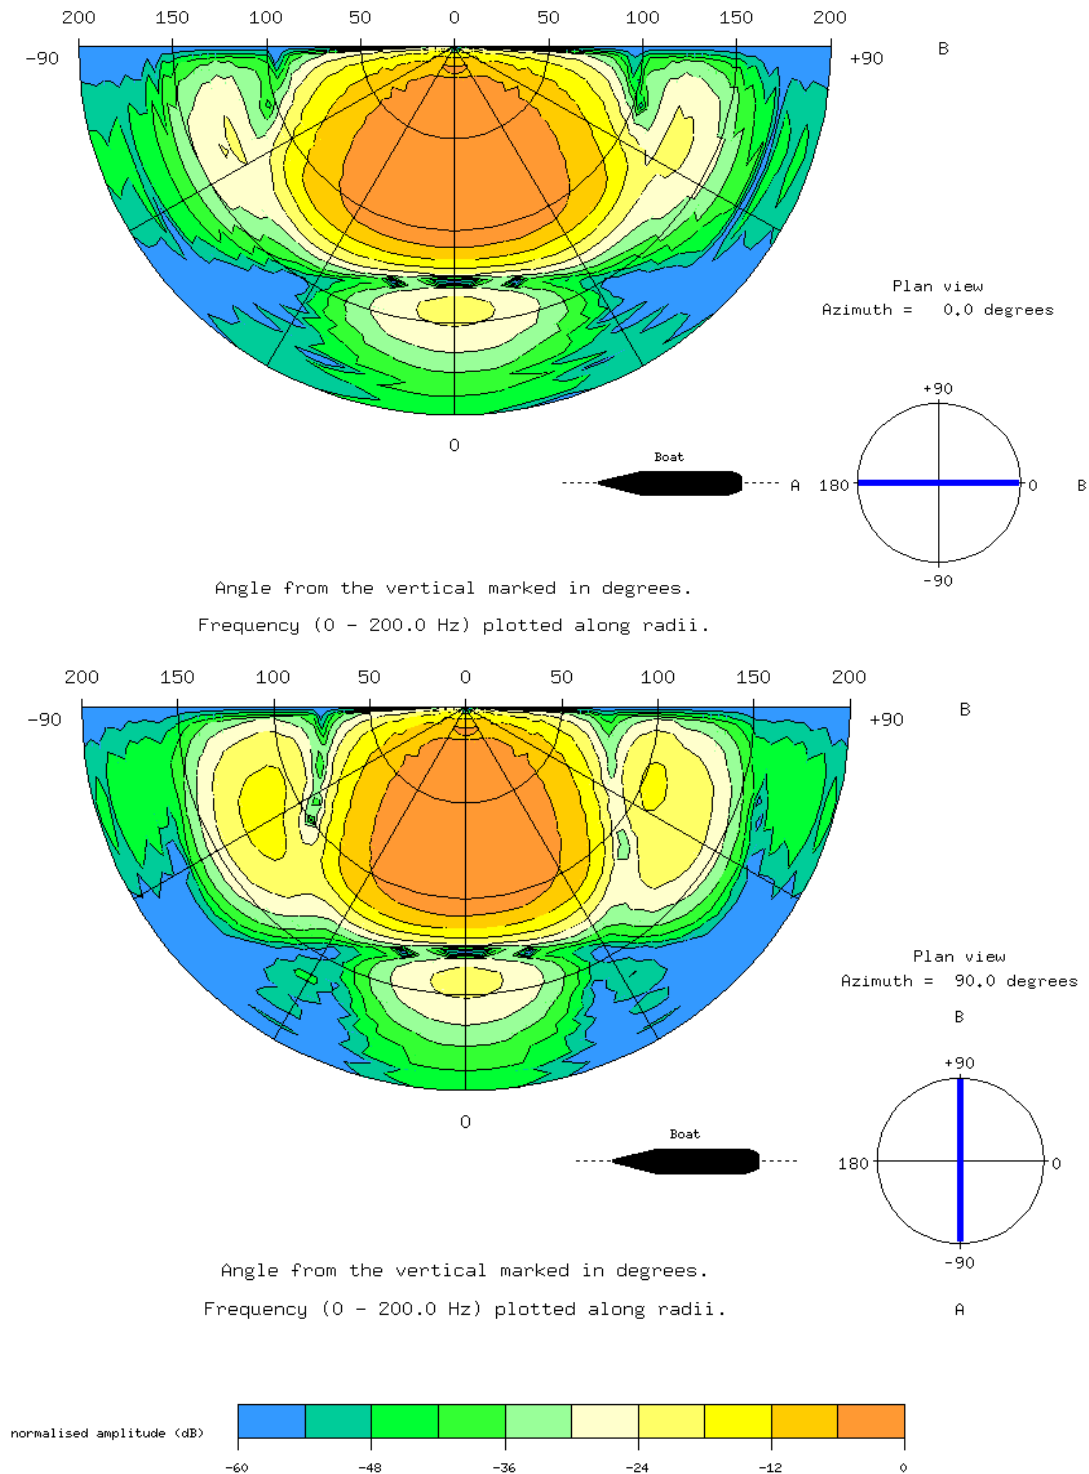 200 150 100 50 0 50 100 150 200
-90 +90 B
Plan view
Azimuth = 0.0 degrees
+90
0
Boat
A 180 0 B
-90
Angle from the vertical marked in degrees.
Frequency (0 - 200.0 Hz) plotted along radii.
200 150 100 50 0 50 100 150 200
-90 +90 B
Plan view
Azimuth = 90.0 degrees
B
+90
0
Boat
180 0
-90
Angle from the vertical marked in degrees.
Frequency (0 - 200.0 Hz) plotted along radii.
A
normalised amplitude (dB)
-60 -48 -36 -24 -12 0